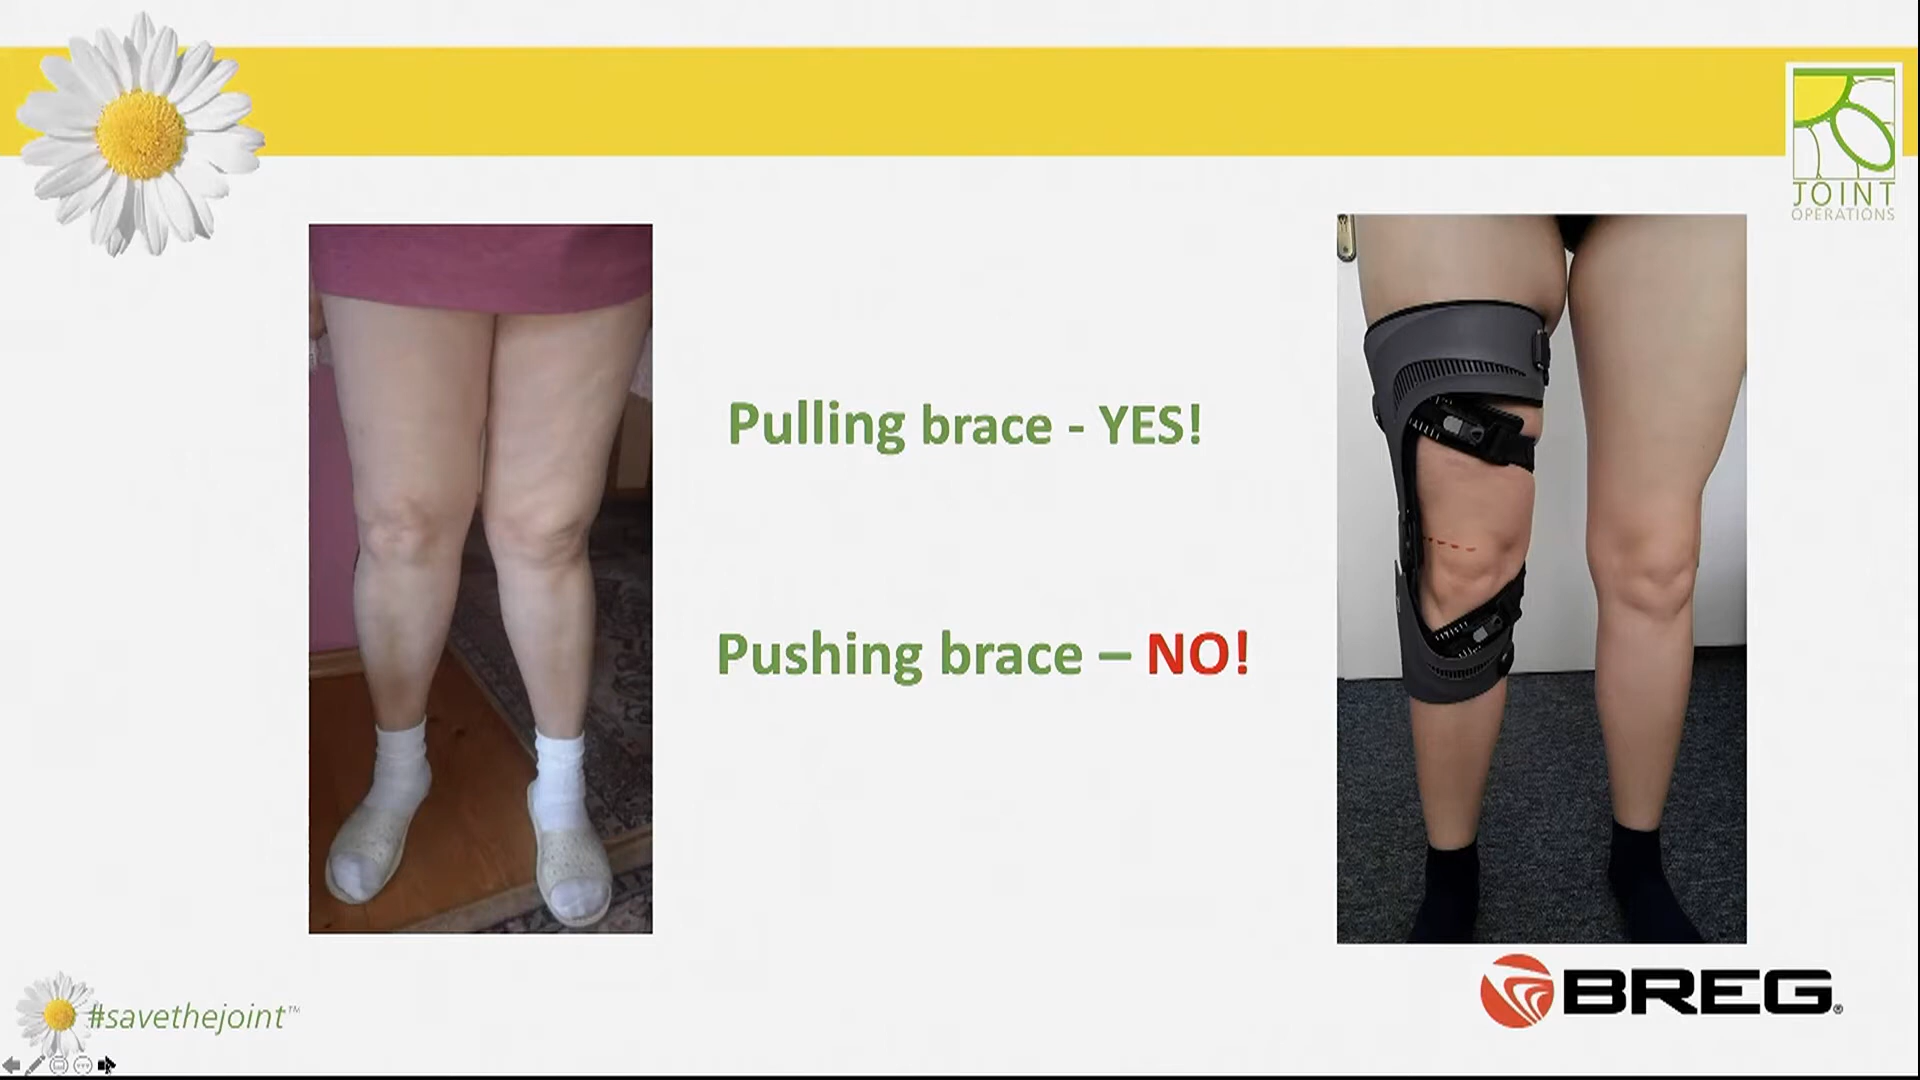 JOINT
OPERATIONS
Pulling brace - YES!
Pushing brace – NO!
#savethejoint™
BREG®